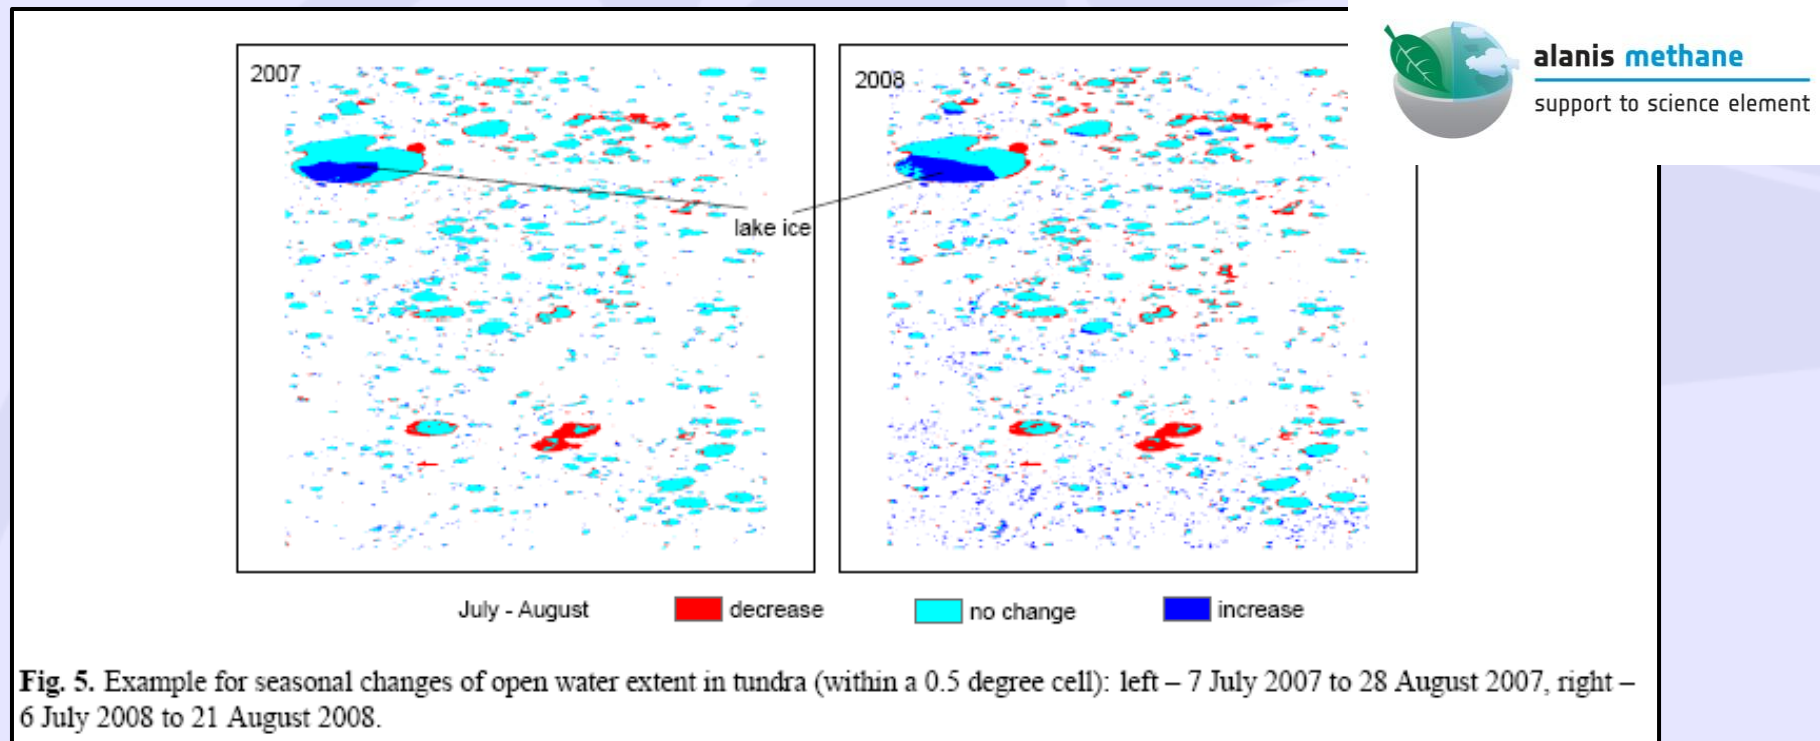 alanis methane
support to science element
2007
2008
lake ice
July - August
decrease
no change
increase
Fig. 5. Example for seasonal changes of open water extent in tundra (within a 0.5 degree cell): left – 7 July 2007 to 28 August 2007, right –
6 July 2008 to 21 August 2008.